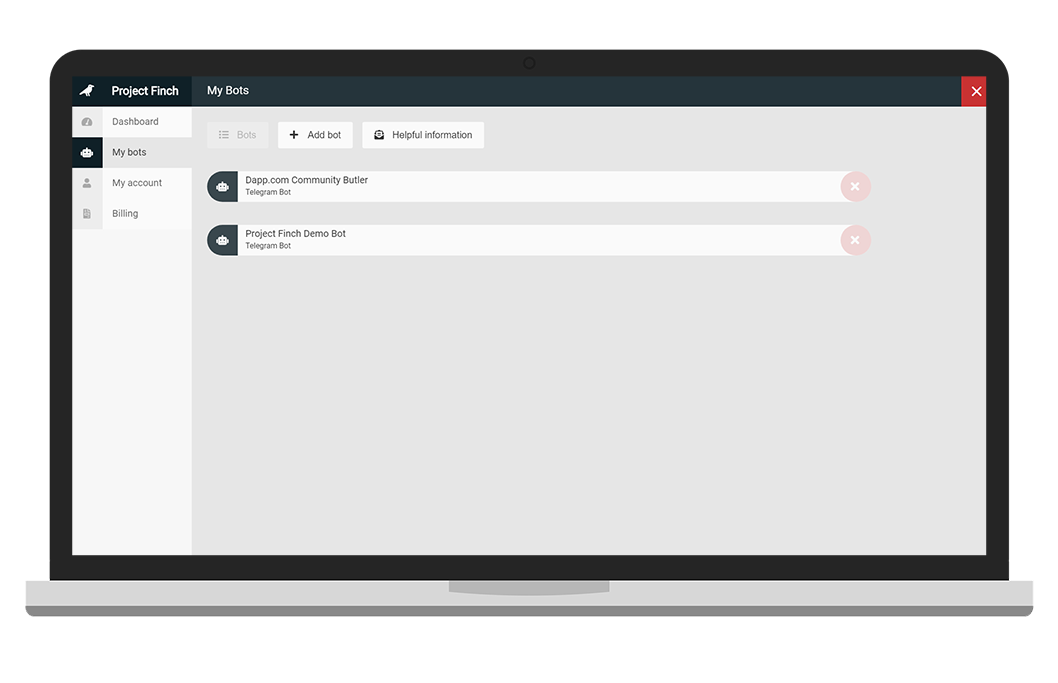 Project Finch
My Bots
Dashboard
My bots
My account
Billing
Bots
Add bot
Helpful information
Dapp.com Community Butler
Telegram Bot
Project Finch Demo Bot
Telegram Bot